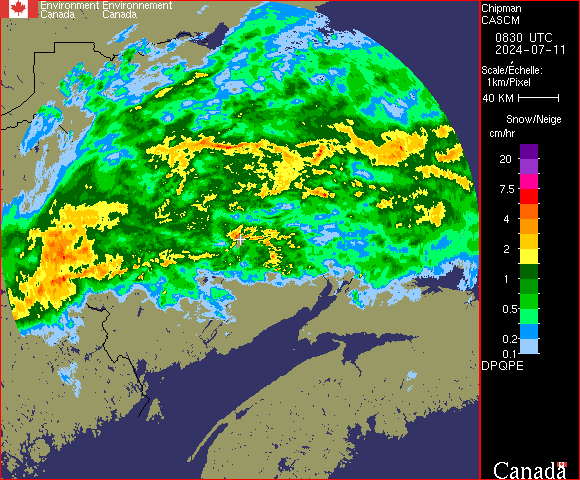 Environment Environnement
Canada Canada
Chipman
CASCM
0830 UTC
2024-07-11
Scale/Échelle:
1km/Pixel
40 KM
Snow/Neige
cm/hr
20
7.5
4
2
1
0.5
0.2
0.1
DPQPE
Canada